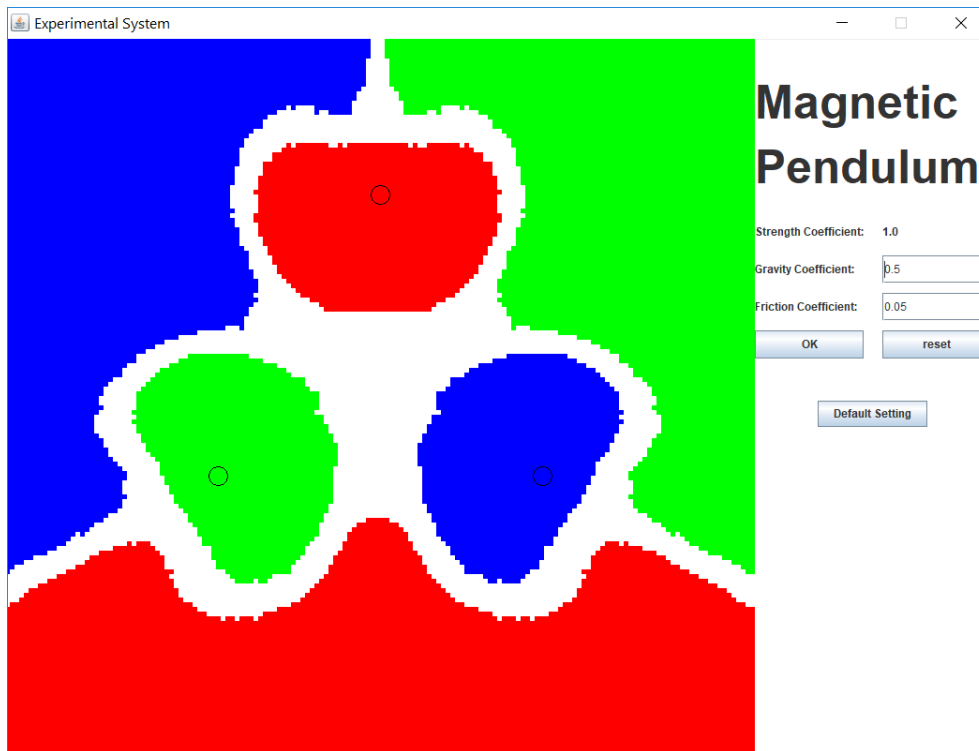 Experimental System
Magnetic
Pendulum
Strength Coefficient: 1.0
Gravity Coefficient: 0.5
Friction Coefficient: 0.05
OK reset
Default Setting